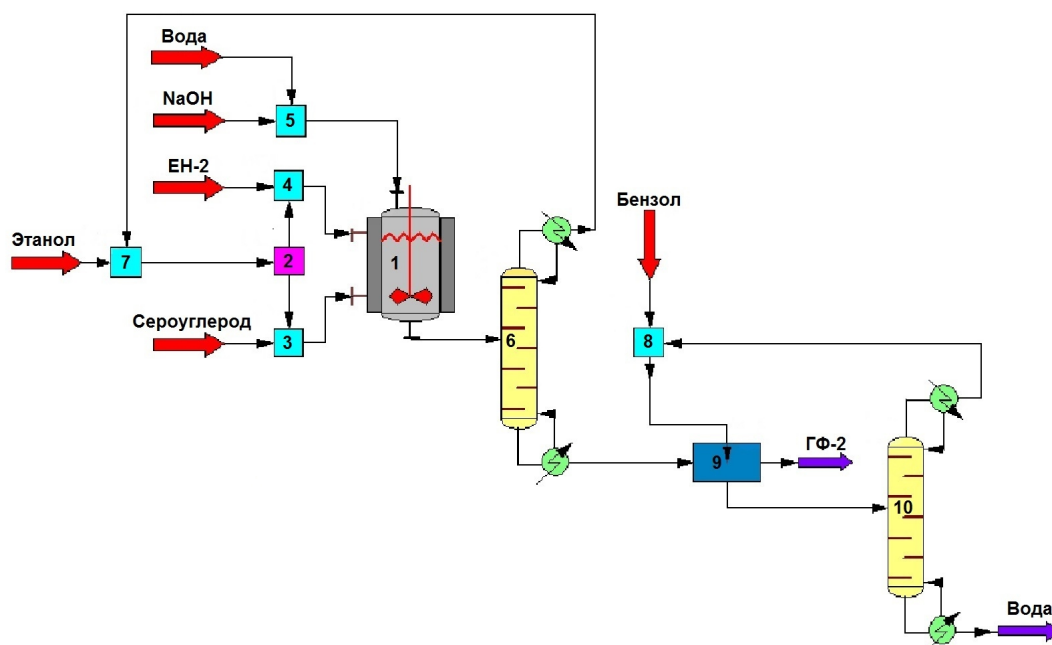 Вода
NaOH
5
ЕН-2
4
Бензол
Этанол
7
2
1
Сероуглерод
3
6
8
ГФ-2
9
10
Вода